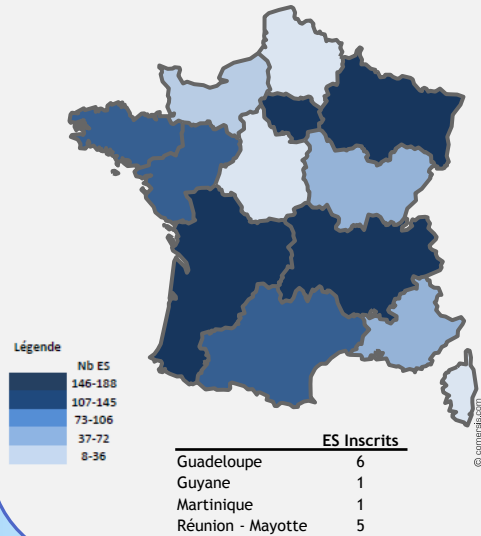 Légende
Nb ES
146-188
107-145
73-106
37-72
8-36
© comersis.com
ES Inscrits
Guadeloupe 6
Guyane 1
Martinique 1
Réunion - Mayotte 5